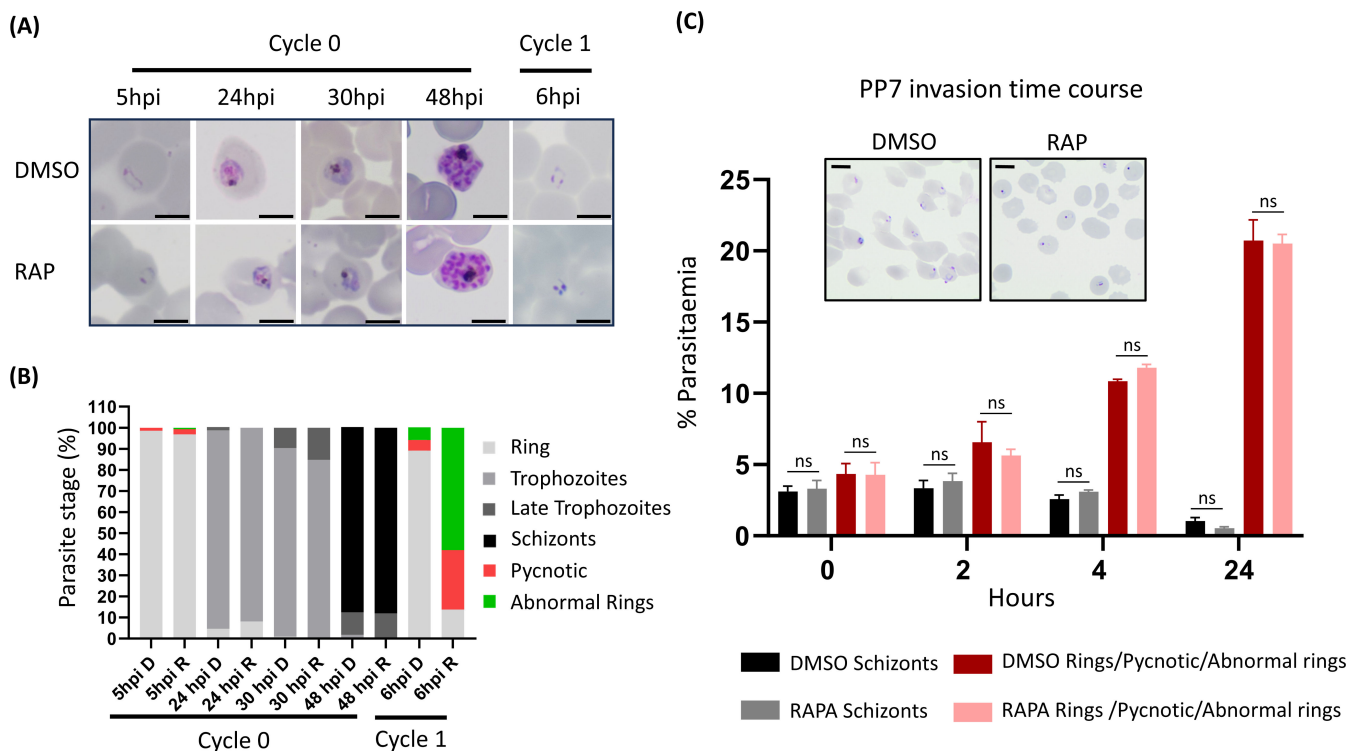 (A)
Cycle 0
Cycle 1
5hpi
24hpi
30hpi
48hpi
6hpi
DMSO
RAP
(B)
Parasite stage (%)
110
100
90
80
70
60
50
40
30
20
10
0
5hpi D
5hpi R
24 hpi D
24 hpi R
30 hpi D
30 hpi R
48 hpi D
48 hpi R
6hpi D
6hpi R
Cycle 0
Cycle 1
Ring
Trophozoites
Late Trophozoites
Schizonts
Pycnotic
Abnormal Rings
(C)
PP7 invasion time course
DMSO
RAP
% Parasitaemia
25
20
15
10
5
0
ns
ns
ns
ns
ns
ns
ns
ns
0
2
4
24
Hours
DMSO Schizonts
DMSO Rings/Pycnotic/Abnormal rings
RAPA Schizonts
RAPA Rings /Pycnotic/Abnormal rings